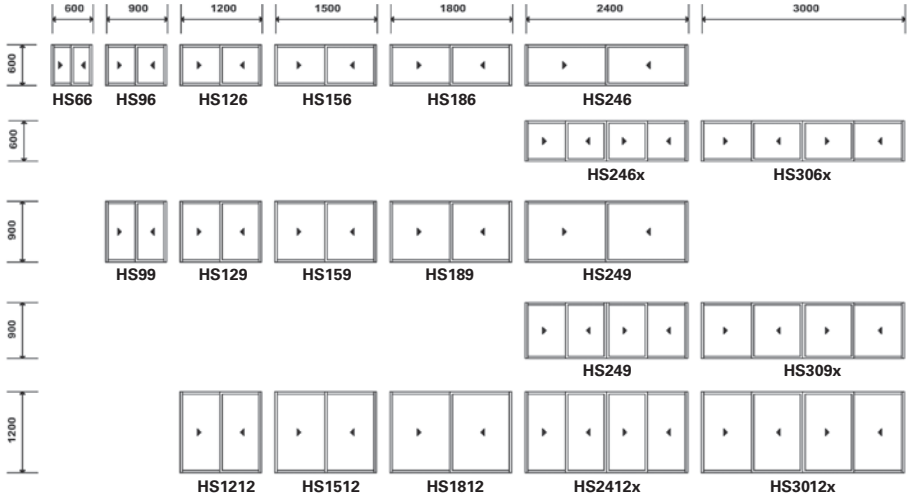 600 900 1200 1500 1800 2400 3000
600
HS66 HS96 HS126 HS156 HS186 HS246
600
HS246x HS306x
900
HS99 HS129 HS159 HS189 HS249
900
HS249 HS309x
1200
HS1212 HS1512 HS1812 HS2412x HS3012x